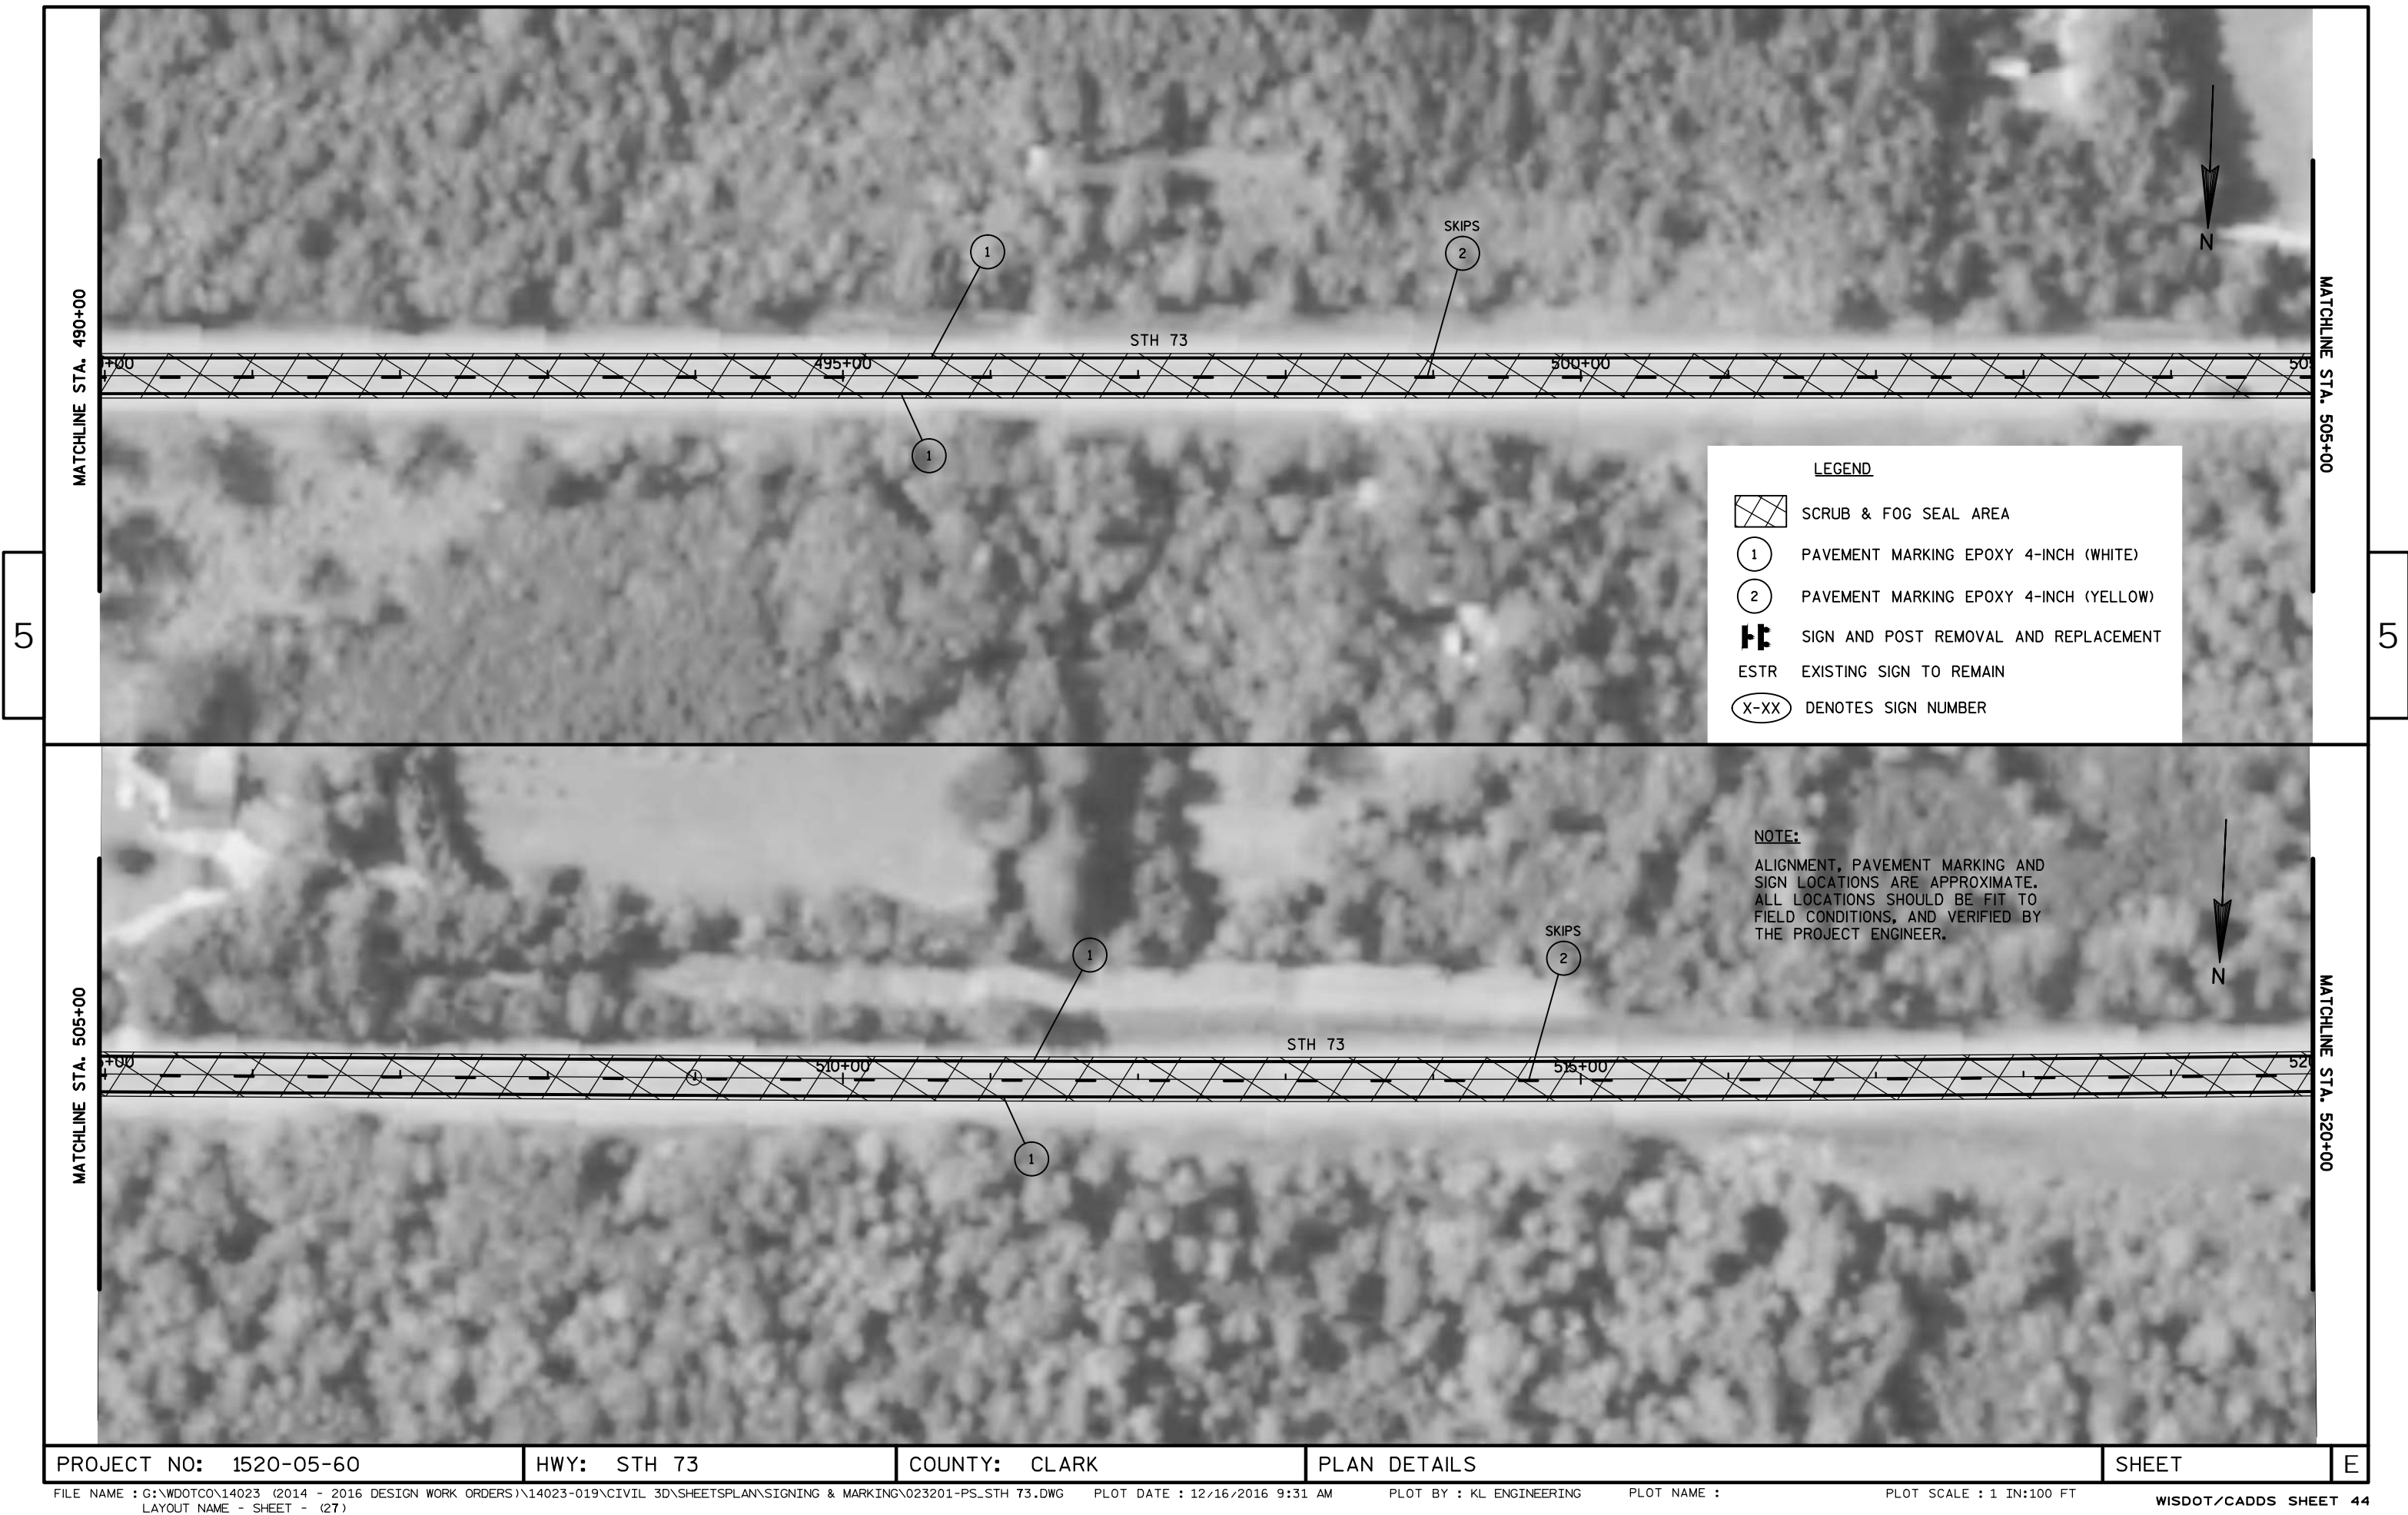 MATCHLINE STA. 490+00
MATCHLINE STA. 505+00
N
1
SKIPS
2
STH 73
+00
495+00
500+00
505
1
LEGEND
SCRUB & FOG SEAL AREA
1 PAVEMENT MARKING EPOXY 4-INCH (WHITE)
2 PAVEMENT MARKING EPOXY 4-INCH (YELLOW)
SIGN AND POST REMOVAL AND REPLACEMENT
ESTR EXISTING SIGN TO REMAIN
X-XX DENOTES SIGN NUMBER
5
5
MATCHLINE STA. 505+00
MATCHLINE STA. 520+00
NOTE:
ALIGNMENT, PAVEMENT MARKING AND
SIGN LOCATIONS ARE APPROXIMATE.
ALL LOCATIONS SHOULD BE FIT TO
FIELD CONDITIONS, AND VERIFIED BY
THE PROJECT ENGINEER.
N
1
SKIPS
2
STH 73
+00
510+00
515+00
520
1
PROJECT NO: 1520-05-60
HWY: STH 73
COUNTY: CLARK
PLAN DETAILS
SHEET
E
FILE NAME : G:\WDOTCO\14023 (2014 - 2016 DESIGN WORK ORDERS)\14023-019\CIVIL 3D\SHEETSPLAN\SIGNING & MARKING\023201-PS_STH 73.DWG
PLOT DATE : 12/16/2016 9:31 AM
PLOT BY : KL ENGINEERING
PLOT NAME :
PLOT SCALE : 1 IN:100 FT
WISDOT/CADDS SHEET 44
LAYOUT NAME - SHEET - (27)